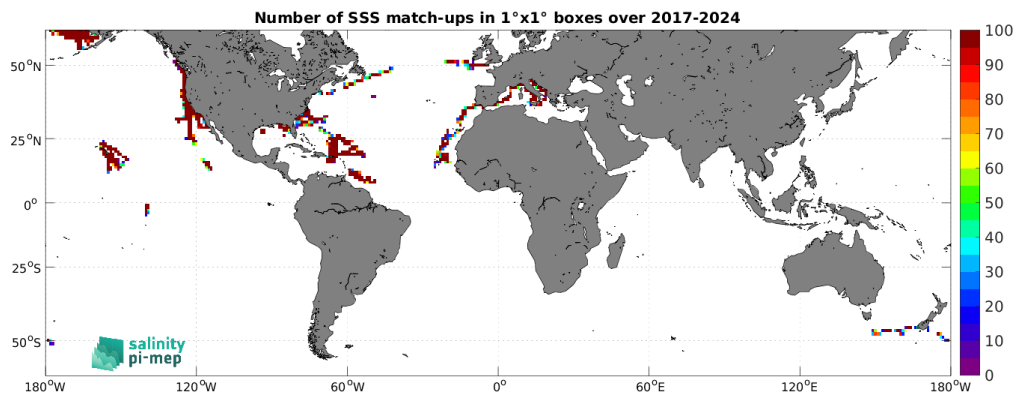 Number of SSS match-ups in 1°x1° boxes over 2017-2024
100
90
80
70
60
50
40
30
20
10
0
50°N
25°N
0°
25°S
50°S
salinity
pi-mep
180°W 120°W 60°W 0° 60°E 120°E 180°W